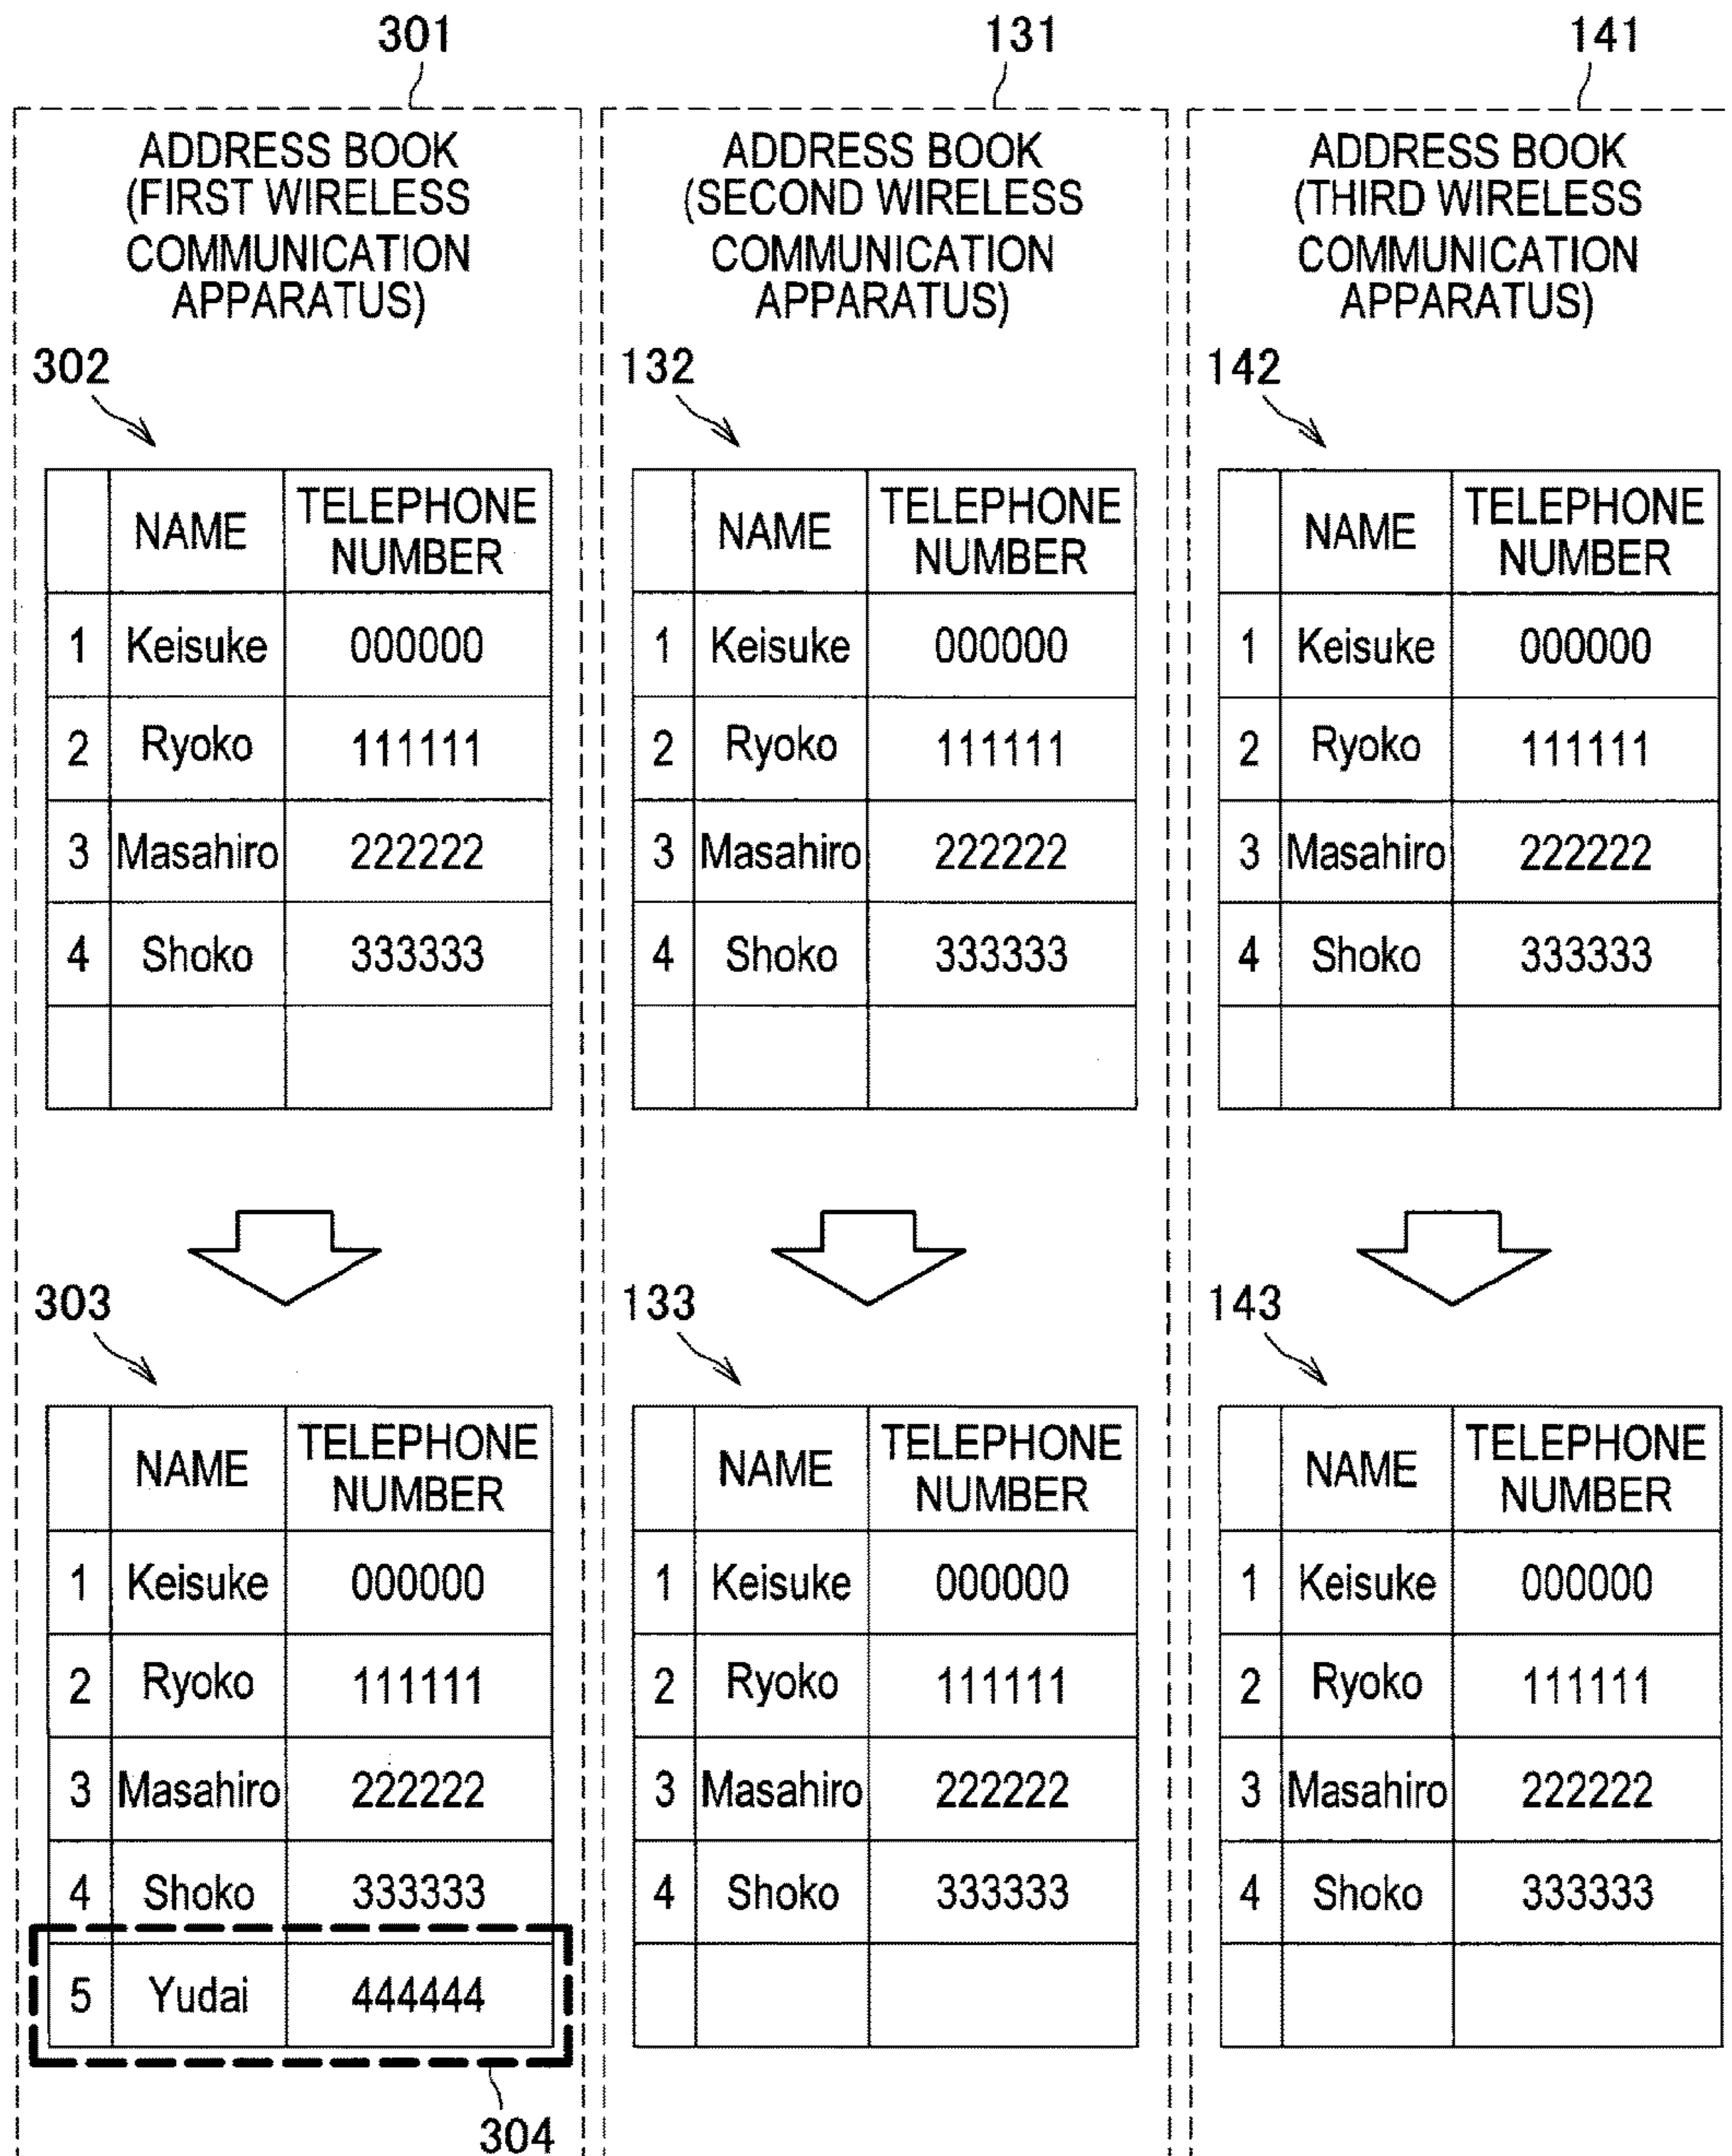 301
131
141
ADDRESS BOOK
(FIRST WIRELESS
COMMUNICATION
APPARATUS)
ADDRESS BOOK
(SECOND WIRELESS
COMMUNICATION
APPARATUS)
ADDRESS BOOK
(THIRD WIRELESS
COMMUNICATION
APPARATUS)
302
NAME
TELEPHONE
NUMBER
1 Keisuke 000000
2 Ryoko 111111
3 Masahiro 222222
4 Shoko 333333
132
NAME
TELEPHONE
NUMBER
1 Keisuke 000000
2 Ryoko 111111
3 Masahiro 222222
4 Shoko 333333
142
NAME
TELEPHONE
NUMBER
1 Keisuke 000000
2 Ryoko 111111
3 Masahiro 222222
4 Shoko 333333
303
NAME
TELEPHONE
NUMBER
1 Keisuke 000000
2 Ryoko 111111
3 Masahiro 222222
4 Shoko 333333
5 Yudai 444444
304
133
NAME
TELEPHONE
NUMBER
1 Keisuke 000000
2 Ryoko 111111
3 Masahiro 222222
4 Shoko 333333
143
NAME
TELEPHONE
NUMBER
1 Keisuke 000000
2 Ryoko 111111
3 Masahiro 222222
4 Shoko 333333